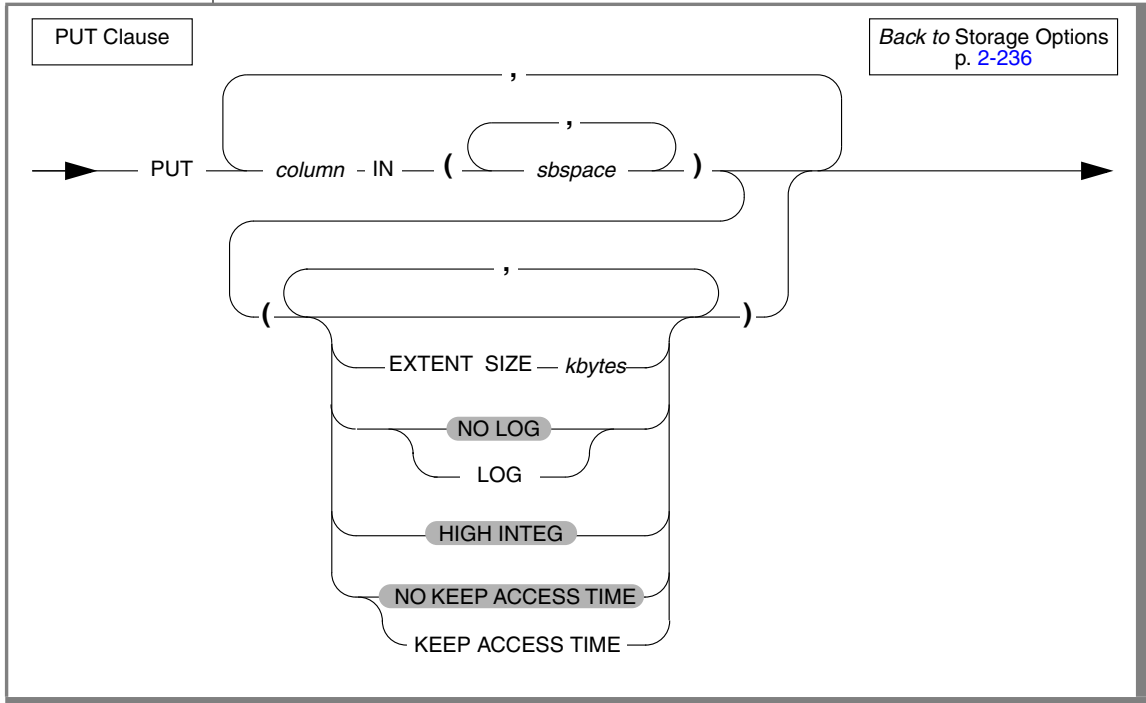 PUT Clause
Back to Storage Options
p. 2-236
,
,
PUT column IN ( sbspace )
,
( )
EXTENT SIZE kbytes
NO LOG
LOG
HIGH INTEG
NO KEEP ACCESS TIME
KEEP ACCESS TIME